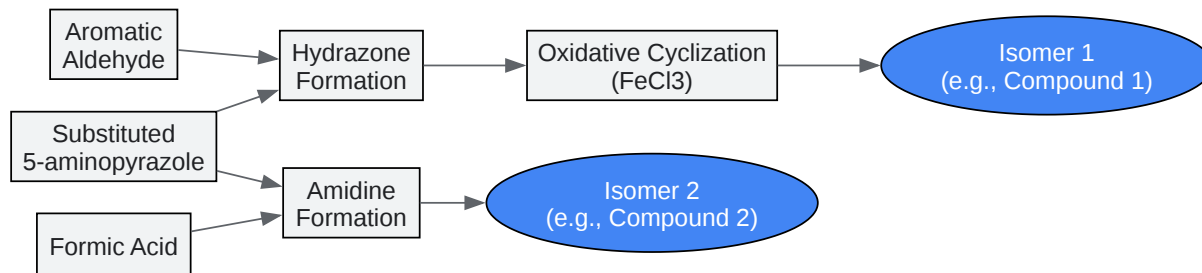 Aromatic
Aldehyde
Hydrazone
Formation
Oxidative Cyclization
(FeCl3)
Isomer 1
(e.g., Compound 1)
Substituted
5-aminopyrazole
Amidine
Formation
Isomer 2
(e.g., Compound 2)
Formic Acid